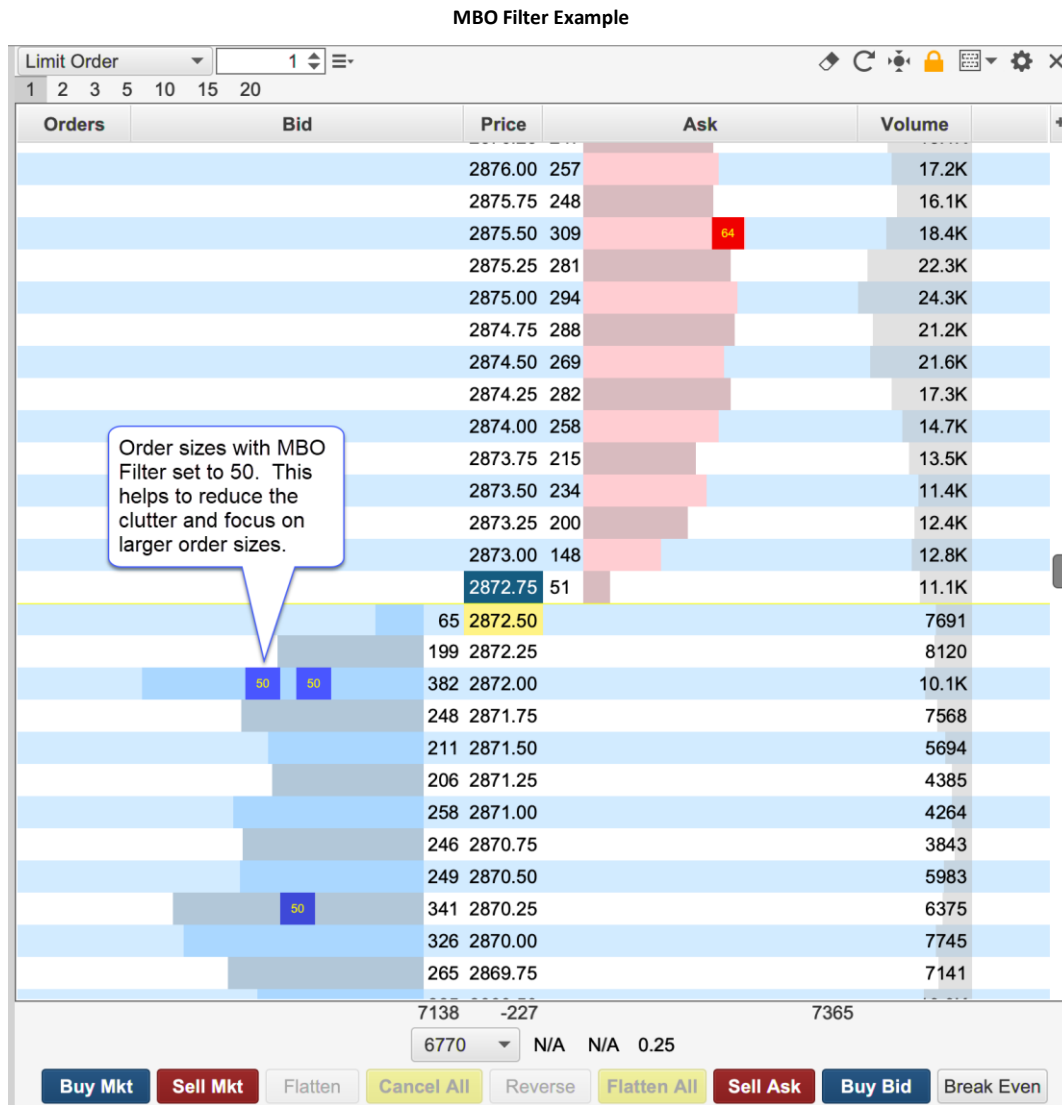 MBO Filter Example
Limit Order 1
1 2 3 5 10 15 20
Orders Bid Price Ask Volume
2876.00 257 17.2K
2875.75 248 16.1K
2875.50 309 64 18.4K
2875.25 281 22.3K
2875.00 294 24.3K
2874.75 288 21.2K
2874.50 269 21.6K
2874.25 282 17.3K
2874.00 258 14.7K
2873.75 215 13.5K
2873.50 234 11.4K
2873.25 200 12.4K
2873.00 148 12.8K
2872.75 51 11.1K
Order sizes with MBO
Filter set to 50. This
helps to reduce the
clutter and focus on
larger order sizes.
65 2872.50 7691
199 2872.25 8120
50 50 382 2872.00 10.1K
248 2871.75 7568
211 2871.50 5694
206 2871.25 4385
258 2871.00 4264
246 2870.75 3843
249 2870.50 5983
50 341 2870.25 6375
326 2870.00 7745
265 2869.75 7141
7138 -227 7365
6770 N/A N/A 0.25
Buy Mkt Sell Mkt Flatten Cancel All Reverse Flatten All Sell Ask Buy Bid Break Even